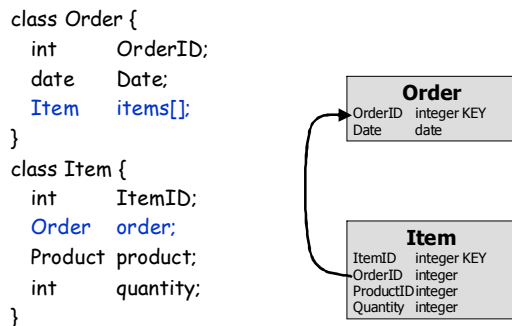 class Order {
int OrderID;
date Date;
Item items[];
}
class Item {
int ItemID;
Order order;
Product product;
int quantity;
}
Order
OrderID integer KEY
Date date
Item
ItemID integer KEY
OrderID integer
ProductID integer
Quantity integer